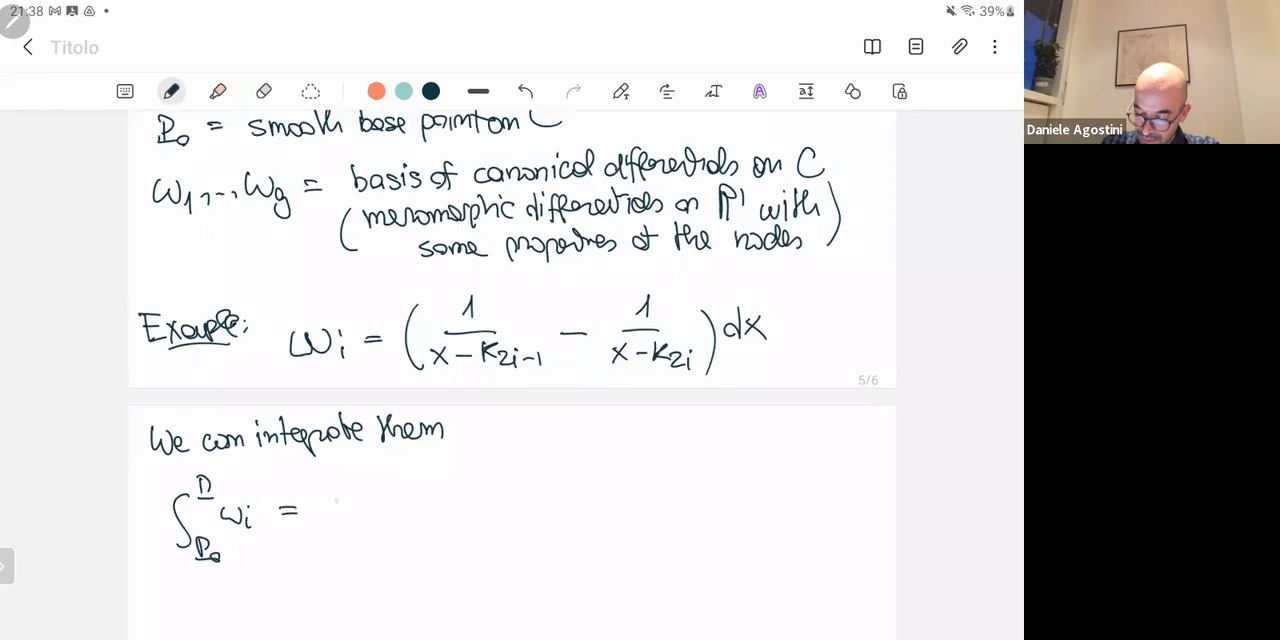 21:38
39%
Titolo
Daniele Agostini
P₀ = smooth base point on C
ω₁, ..., ω_g = basis of canonical differentials on C
(meromorphic differentials on P¹ with
some properties at the nodes)
Example: ωᵢ = (1/(x − K₂ᵢ₋₁) − 1/(x − K₂ᵢ)) dx
5/6
We can integrate them
∫_{P₀}^{P} ωᵢ =